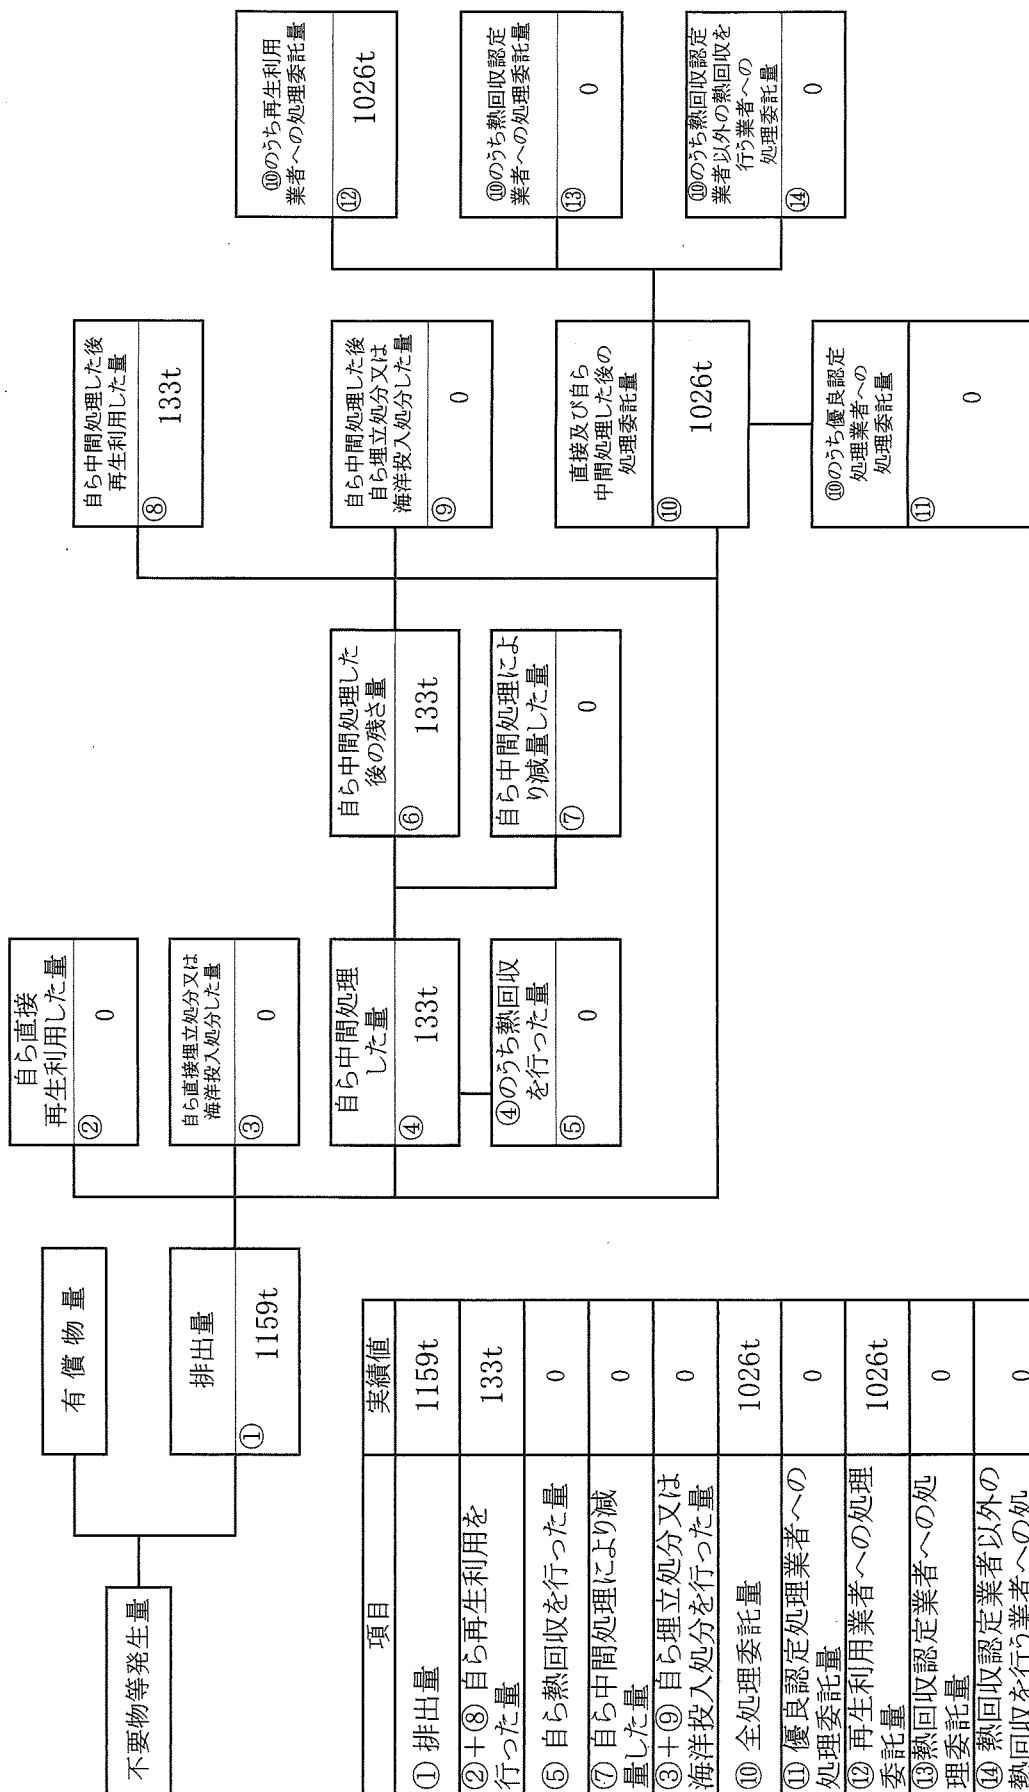 不要物等発生量
有償物量
排出量
①
1159t
自ら直接
再生利用した量
②
0
自ら直接埋立処分又は
海洋投入処分した量
③
0
自ら中間処理
した量
④
133t
④のうち熱回収
を行った量
⑤
0
自ら中間処理した
後の残さ量
⑥
133t
自ら中間処理によ
り減量した量
⑦
0
自ら中間処理した後
再生利用した量
⑧
133t
自ら中間処理した後
自ら埋立処分又は
海洋投入処分した量
⑨
0
直接及び自ら
中間処理した後の
処理委託量
⑩
1026t
⑩のうち優良認定
処理業者への
処理委託量
⑪
0
⑩のうち再生利用
業者への処理委託量
⑫
1026t
⑩のうち熱回収認定
業者への処理委託量
⑬
0
⑩のうち熱回収認定
業者以外の熱回収を
行う業者への
処理委託量
⑭
0
項目 実績値
① 排出量 1159t
②+⑧ 自ら再生利用を
行った量 133t
⑤ 自ら熱回収を行った量 0
⑦ 自ら中間処理により減
量した量 0
③+⑨ 自ら埋立処分又は
海洋投入処分を行った量 0
⑩ 全処理委託量 1026t
⑪ 優良認定処理業者への
処理委託量 0
⑫ 再生利用業者への処理
委託量 1026t
⑬熱回収認定業者への処
理委託量 0
⑭ 熱回収認定業者以外の
熱回収を行う業者への処
0